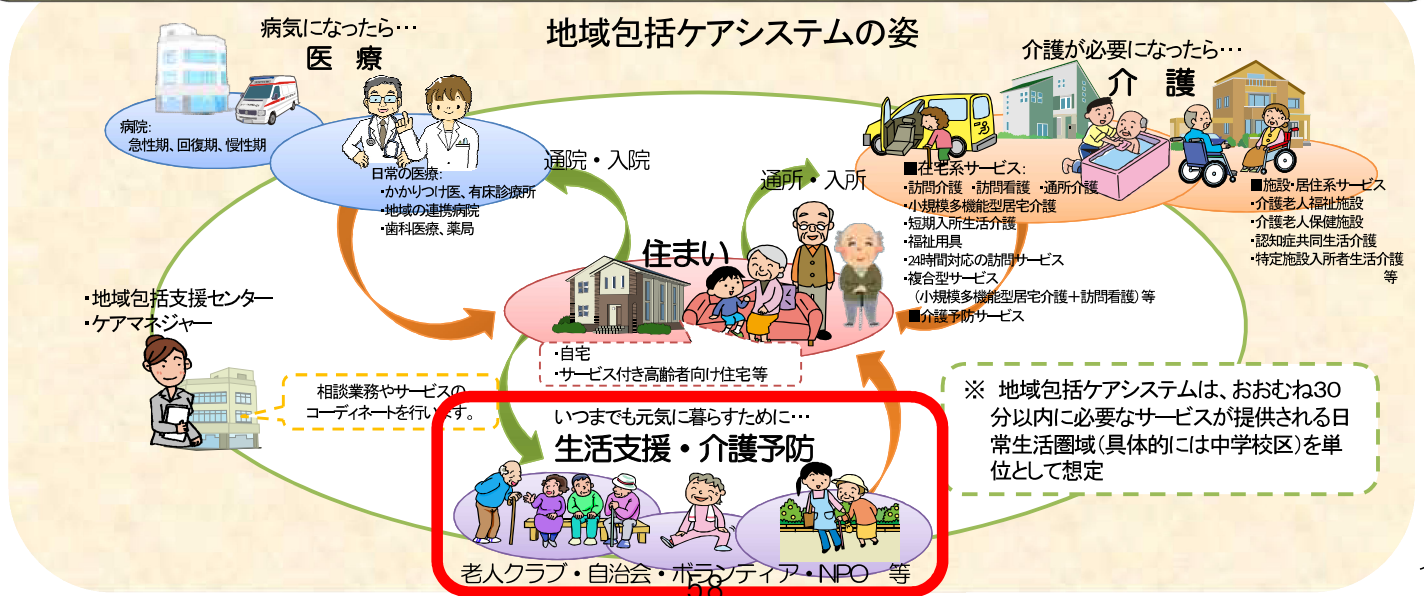 地域包括ケアシステムの姿
病気になったら…
医 療
病院:
急性期、回復期、慢性期
日常の医療:
・かかりつけ医、有床診療所
・地域の連携病院
・歯科医療、薬局
通院・入院
通所・入所
介護が必要になったら…
介 護
■在宅系サービス:
・訪問介護 ・訪問看護 ・通所介護
・小規模多機能型居宅介護
・短期入所生活介護
・福祉用具
・24時間対応の訪問サービス
・複合型サービス
(小規模多機能型居宅介護+訪問看護)等
■介護予防サービス
■施設・居住系サービス
・介護老人福祉施設
・介護老人保健施設
・認知症共同生活介護
・特定施設入所者生活介護
等
住まい
・自宅
・サービス付き高齢者向け住宅等
・地域包括支援センター
・ケアマネジャー
相談業務やサービスの
コーディネートを行います。
いつまでも元気に暮らすために…
生活支援・介護予防
老人クラブ・自治会・ボランティア・NPO 等
※ 地域包括ケアシステムは、おおむね30
分以内に必要なサービスが提供される日
常生活圏域(具体的には中学校区)を単
位として想定
58